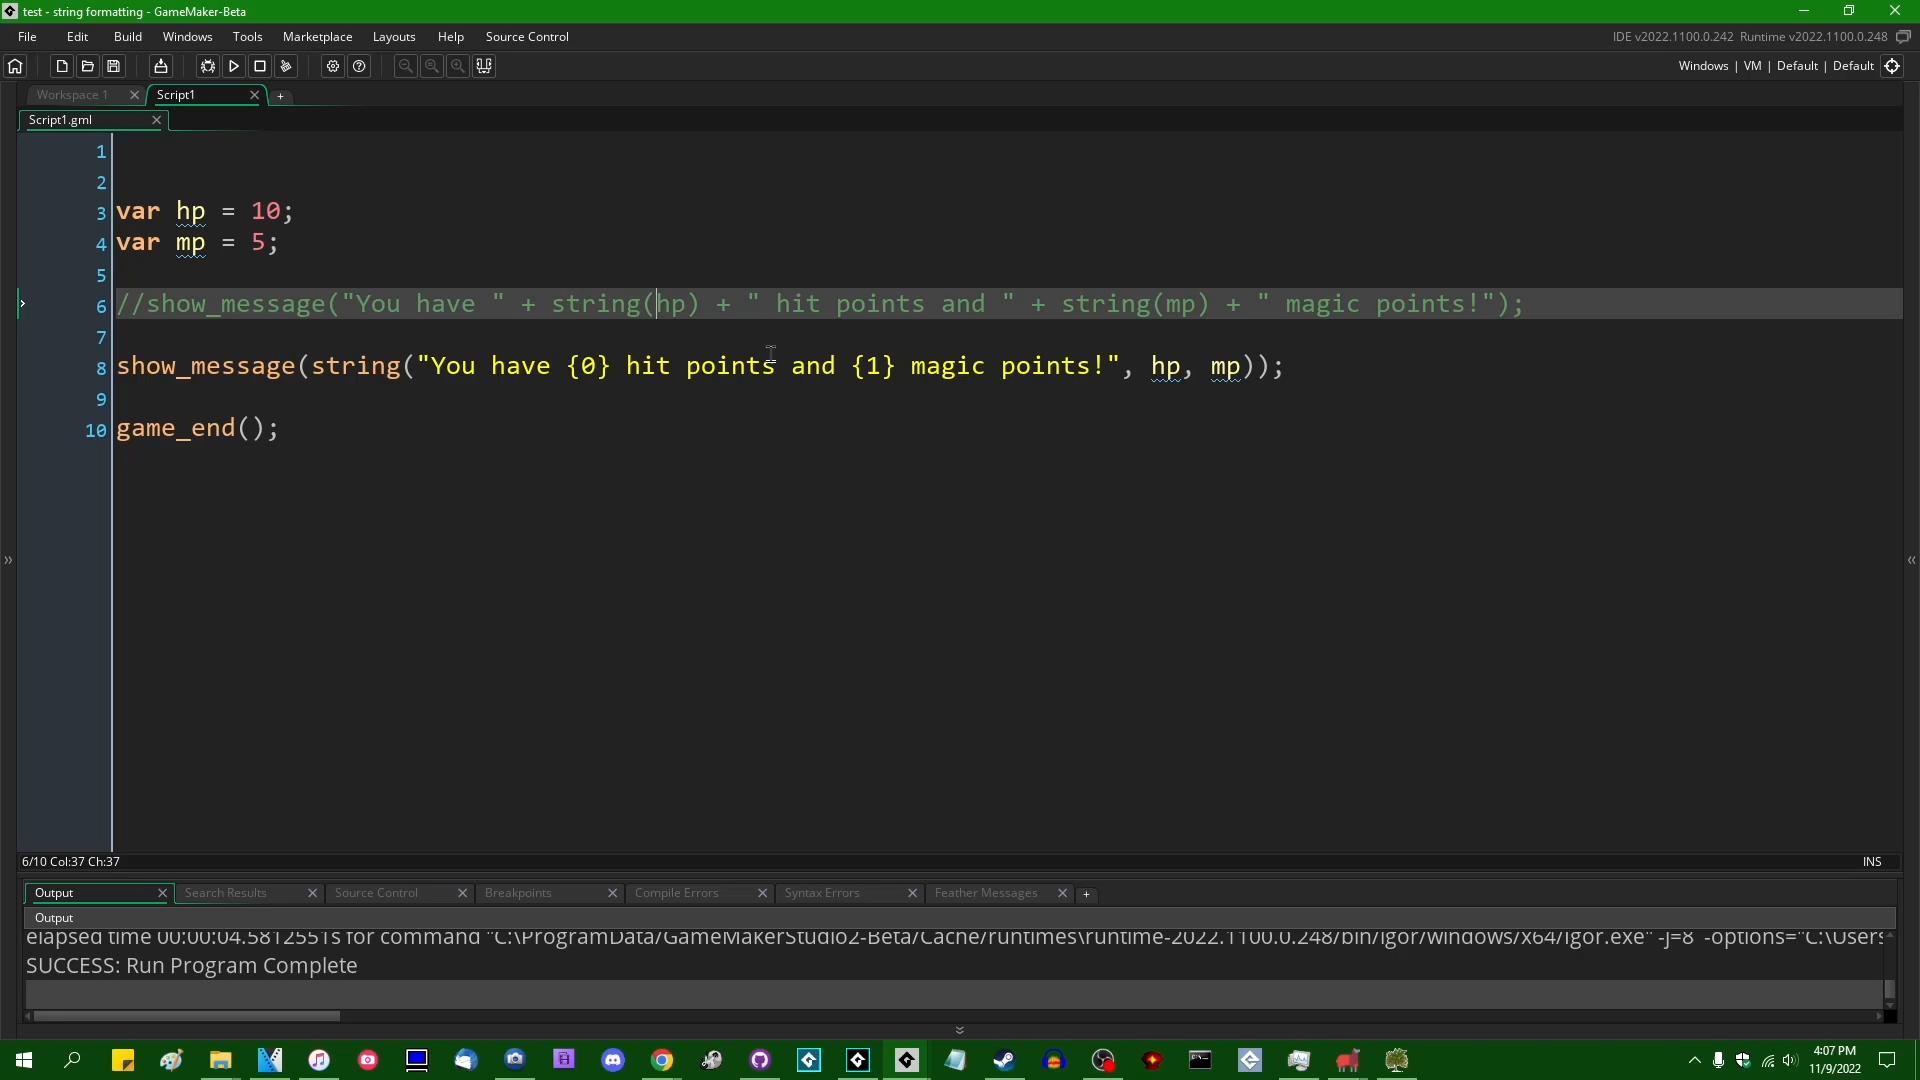 test - string formatting - GameMaker-Beta
File Edit Build Windows Tools Marketplace Layouts Help Source Control
IDE v2022.1100.0.242 Runtime v2022.1100.0.248
Windows | VM | Default | Default
Workspace 1 Script1 +
Script1.gml
1
2
3 var hp = 10;
4 var mp = 5;
5
6 //show_message("You have " + string(hp) + " hit points and " + string(mp) + " magic points!");
7
8 show_message(string("You have {0} hit points and {1} magic points!", hp, mp));
9
10 game_end();
6/10 Col:37 Ch:37 INS
Output Search Results Source Control Breakpoints Compile Errors Syntax Errors Feather Messages +
Output
elapsed time 00:00:04.5812551s for command "C:\ProgramData/GameMakerStudio2-Beta/Cache/runtimes\runtime-2022.1100.0.248/bin/igor/windows/x64/Igor.exe" -j=8 -options="C:\Users
SUCCESS: Run Program Complete
4:07 PM
11/9/2022